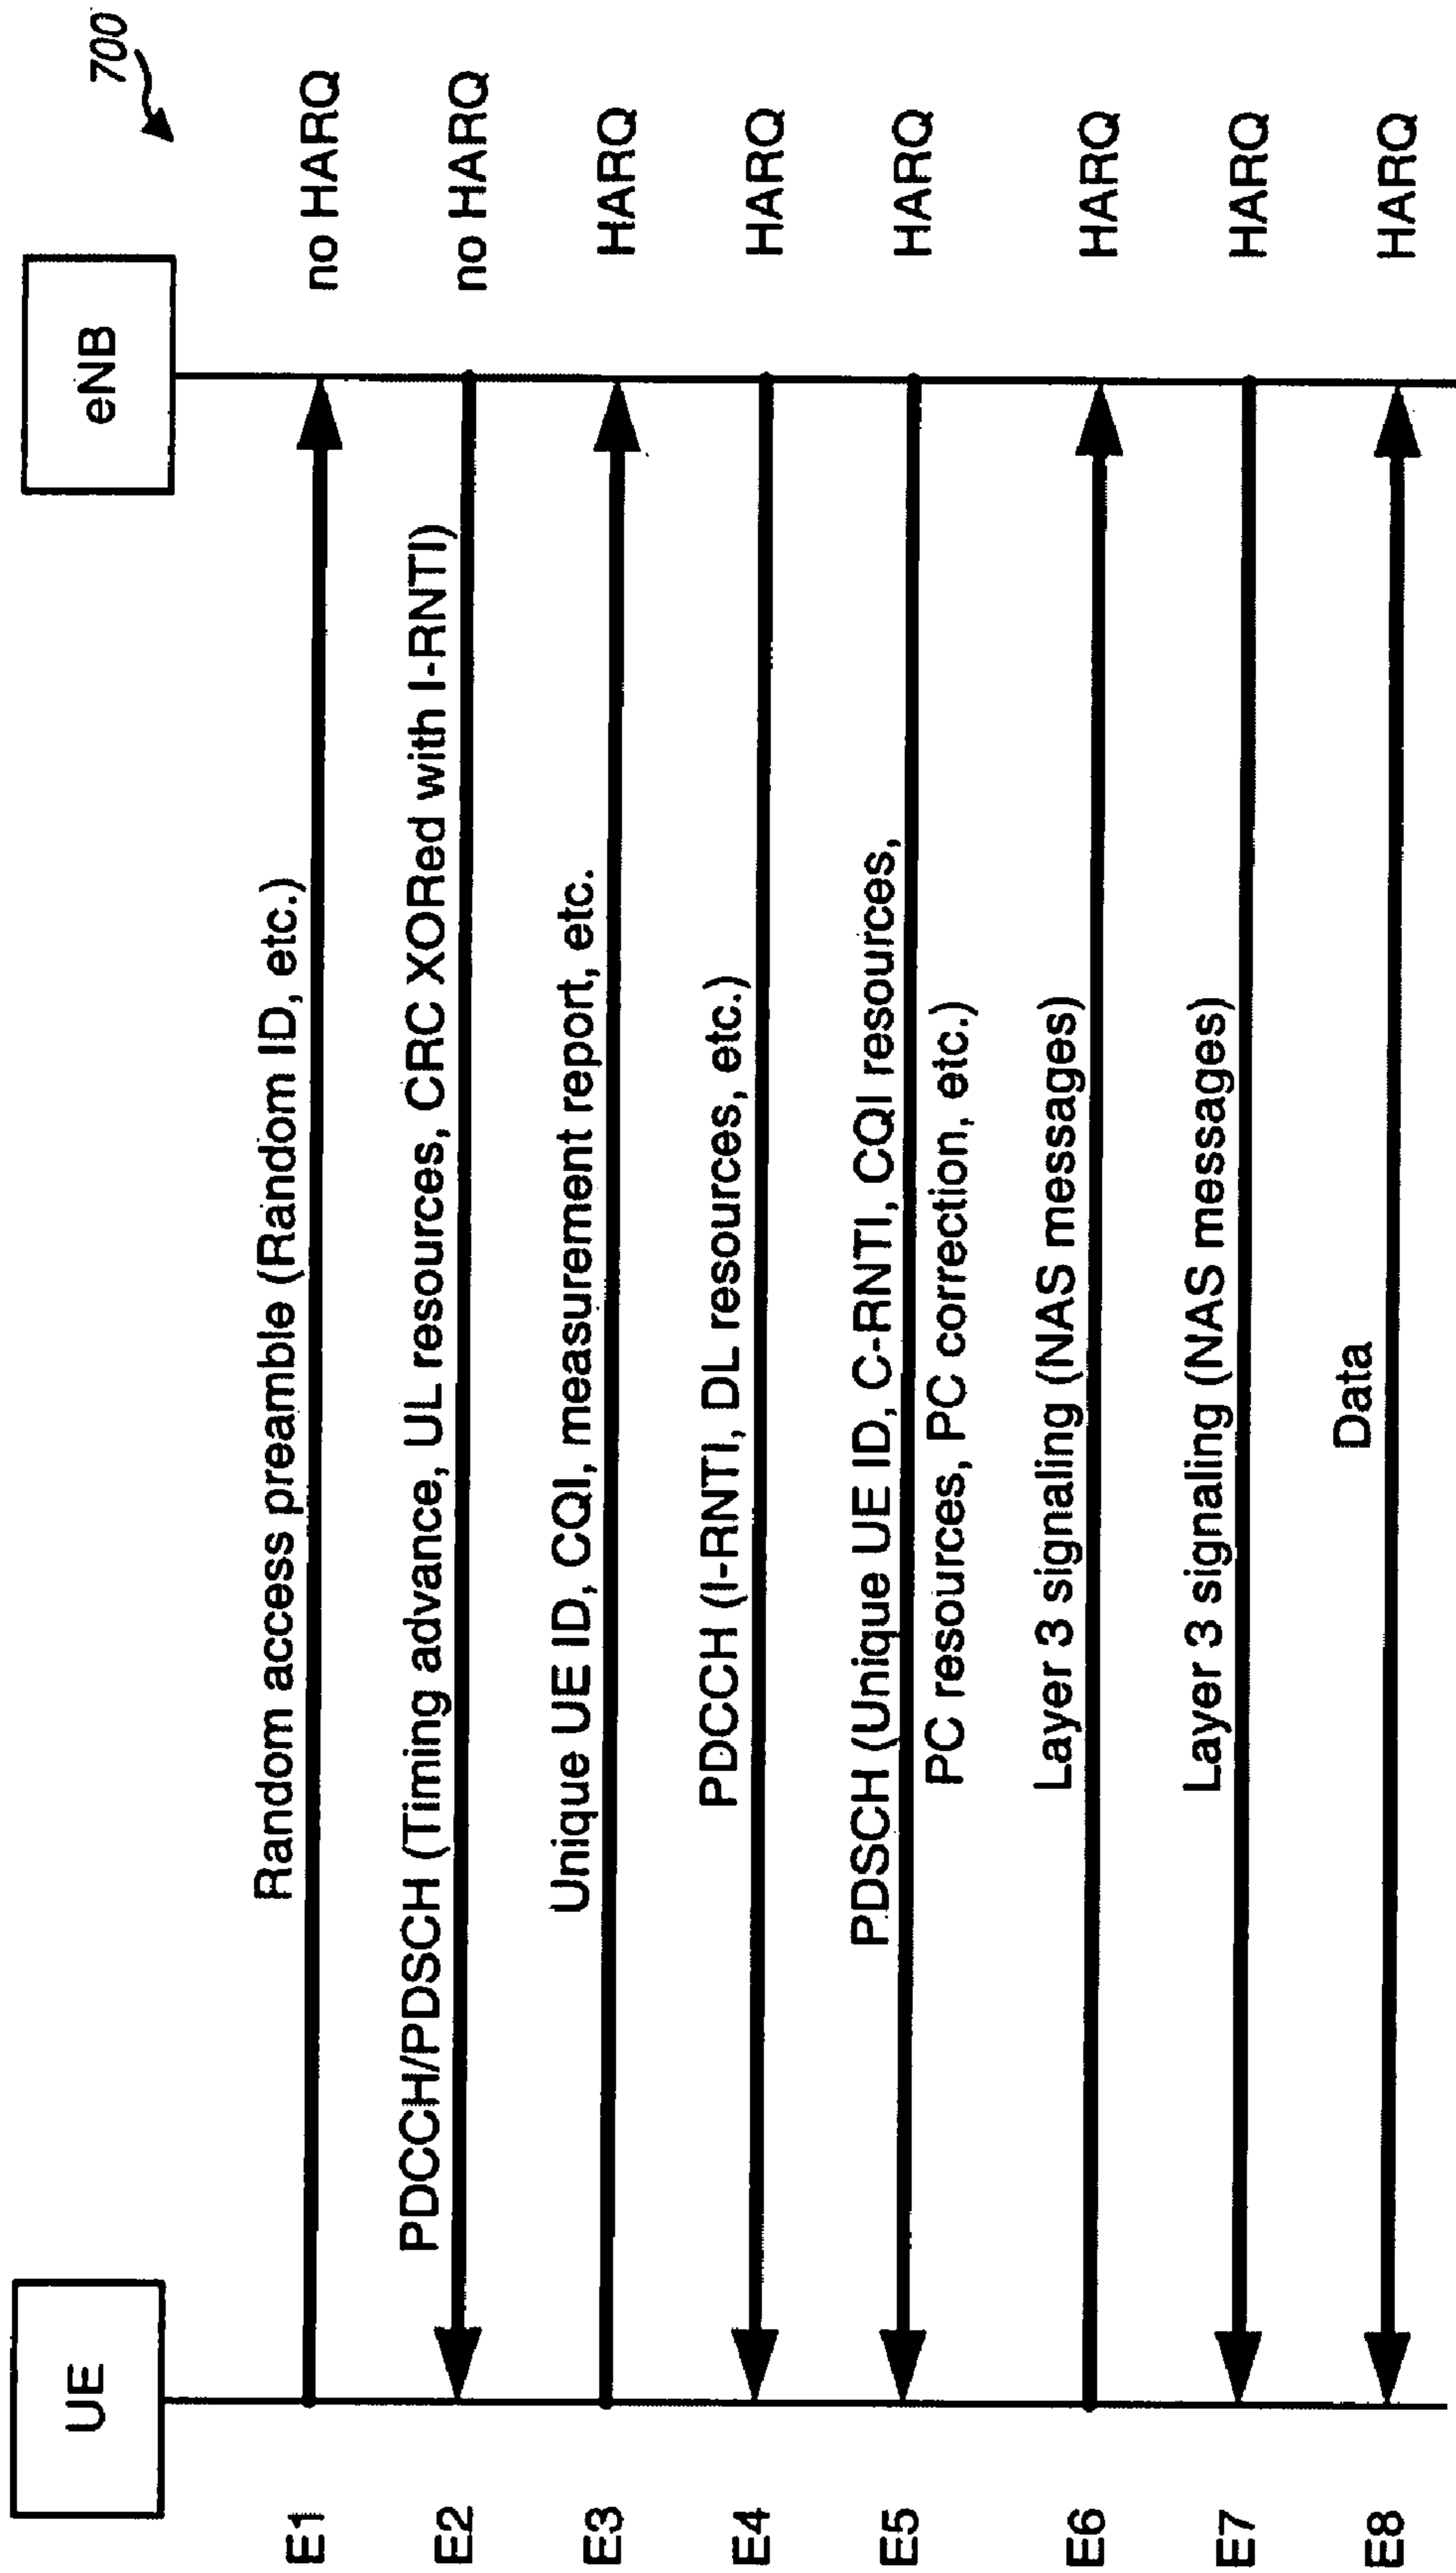 700
UE
eNB
E1
Random access preamble (Random ID, etc.)
no HARQ
E2
PDCCH/PDSCH (Timing advance, UL resources, CRC XORed with I-RNTI)
no HARQ
E3
Unique UE ID, CQI, measurement report, etc.
HARQ
E4
PDCCH (I-RNTI, DL resources, etc.)
HARQ
E5
PDSCH (Unique UE ID, C-RNTI, CQI resources,
PC resources, PC correction, etc.)
HARQ
E6
Layer 3 signaling (NAS messages)
HARQ
E7
Layer 3 signaling (NAS messages)
HARQ
E8
Data
HARQ